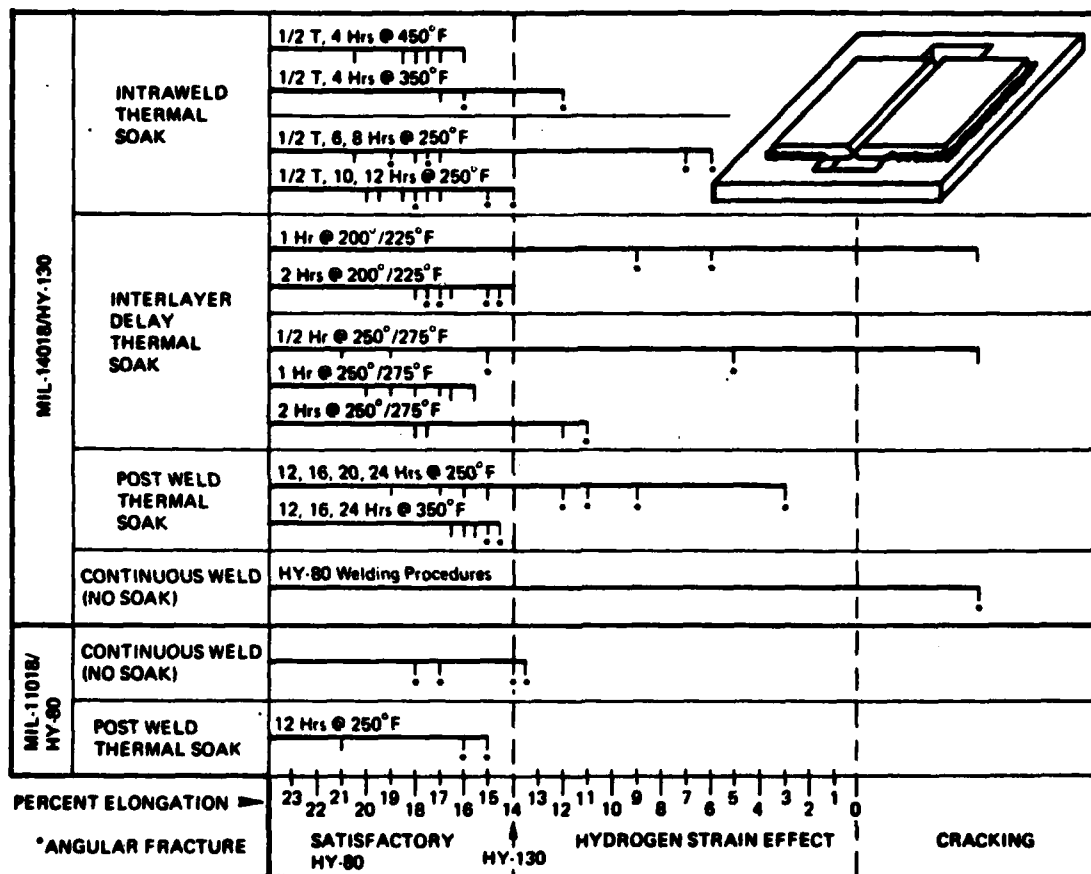 MIL-14018/HY-130
INTRAWELD
THERMAL
SOAK
1/2 T, 4 Hrs @ 450°F
1/2 T, 4 Hrs @ 350°F
1/2 T, 6, 8 Hrs @ 250°F
1/2 T, 10, 12 Hrs @ 250°F
INTERLAYER
DELAY
THERMAL
SOAK
1 Hr @ 200°/225°F
2 Hrs @ 200°/225°F
1/2 Hr @ 250°/275°F
1 Hr @ 250°/275°F
2 Hrs @ 250°/275°F
POST WELD
THERMAL
SOAK
12, 16, 20, 24 Hrs @ 250°F
12, 16, 24 Hrs @ 350°F
CONTINUOUS WELD
(NO SOAK)
HY-80 Welding Procedures
MIL-11018/
HY-80
CONTINUOUS WELD
(NO SOAK)
POST WELD
THERMAL SOAK
12 Hrs @ 250°F
PERCENT ELONGATION
23 22 21 20 19 18 17 16 15 14 13 12 11 10 9 8 7 6 5 4 3 2 1 0
*ANGULAR FRACTURE
SATISFACTORY
HY-80
HY-130
HYDROGEN STRAIN EFFECT
CRACKING